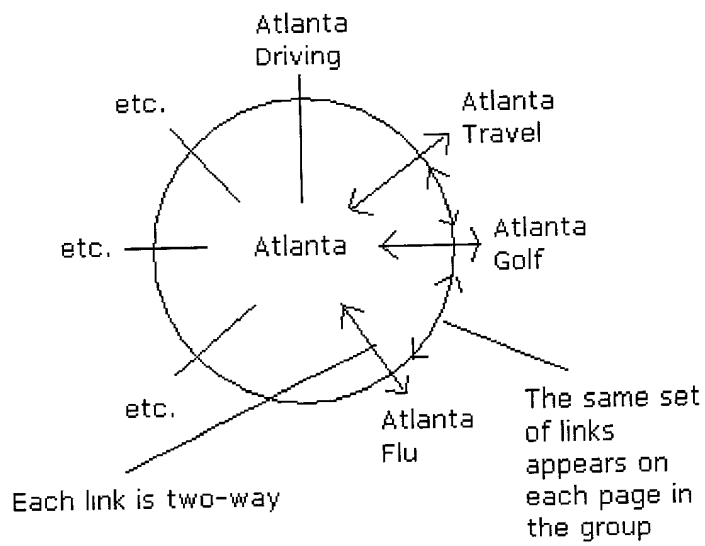 Atlanta
Driving
etc.
Atlanta
Travel
etc.
Atlanta
Atlanta
Golf
etc.
Atlanta
Flu
The same set
of links
appears on
each page in
the group
Each link is two-way